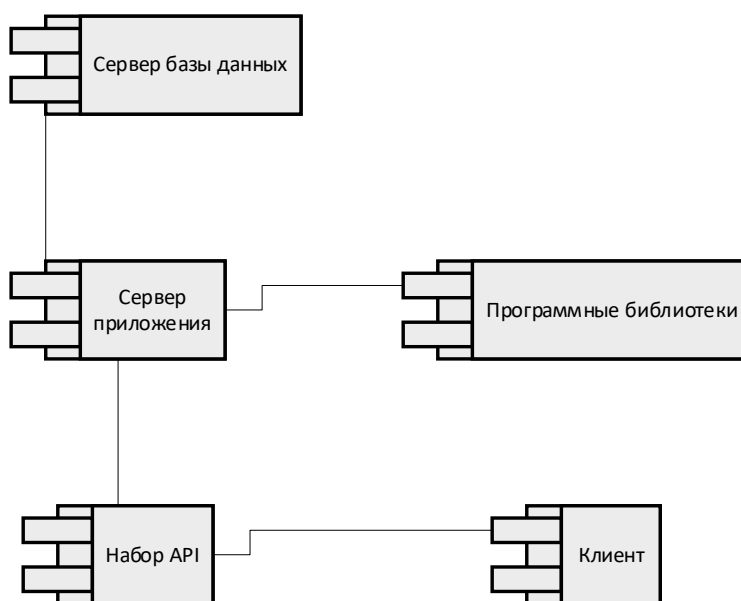 Сервер базы данных
Сервер
приложения
Программные библиотеки
Набор API
Клиент